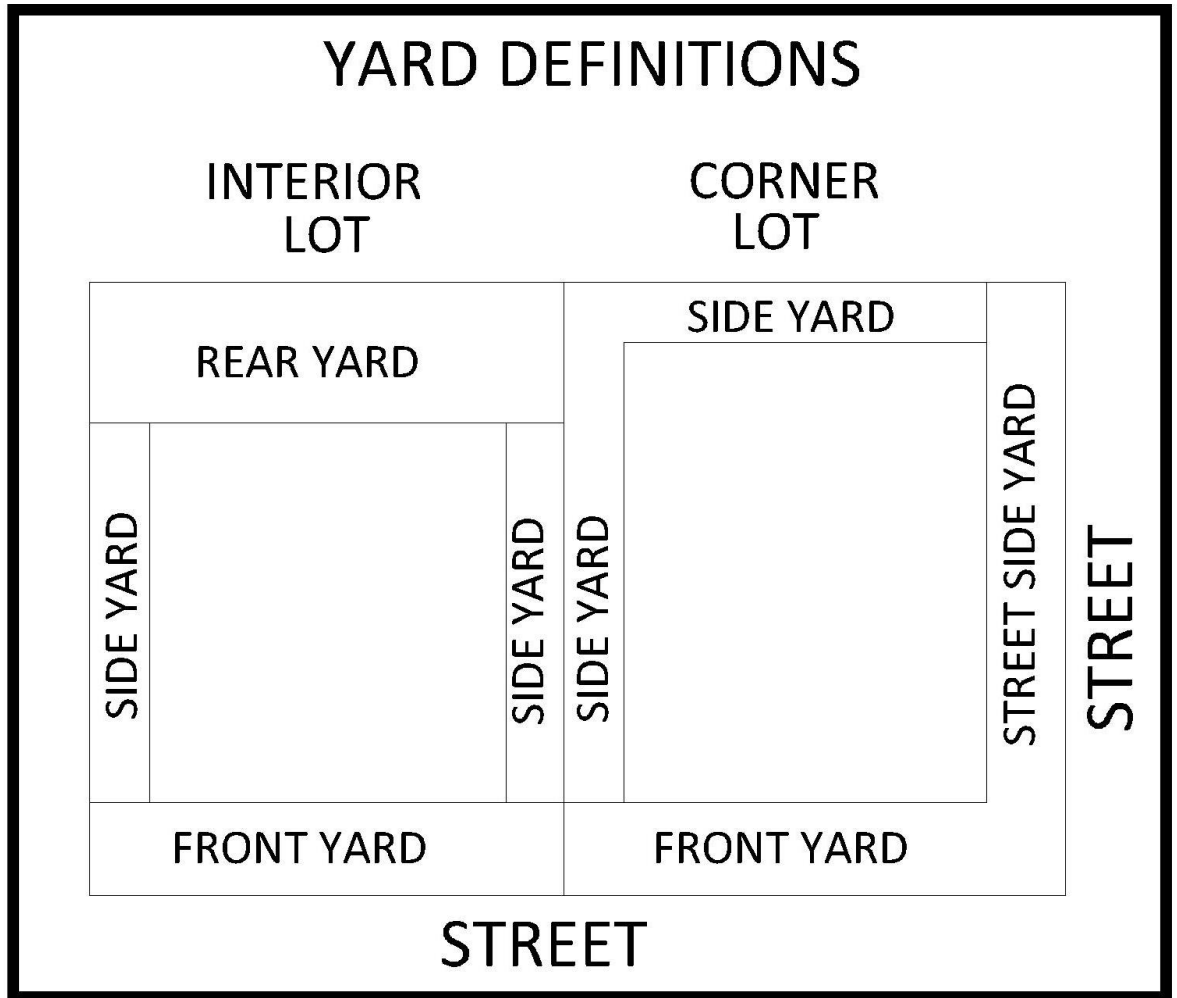 YARD DEFINITIONS
INTERIOR
LOT
CORNER
LOT
REAR YARD
SIDE YARD
SIDE YARD
FRONT YARD
SIDE YARD
SIDE YARD
STREET SIDE YARD
FRONT YARD
STREET
STREET